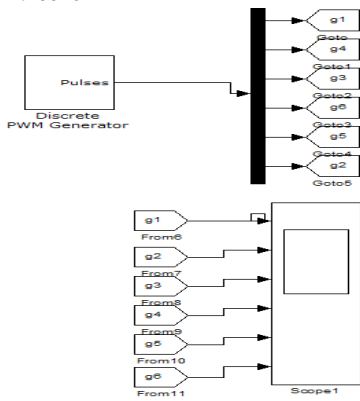 g1
Goto
g4
Goto1
Pulses
g3
Goto2
Discrete
PWM Generator
g6
Goto3
g5
Goto4
g2
Goto5
g1
From6
g2
From7
g3
From8
g4
From9
g5
From10
g6
From11
Scope1